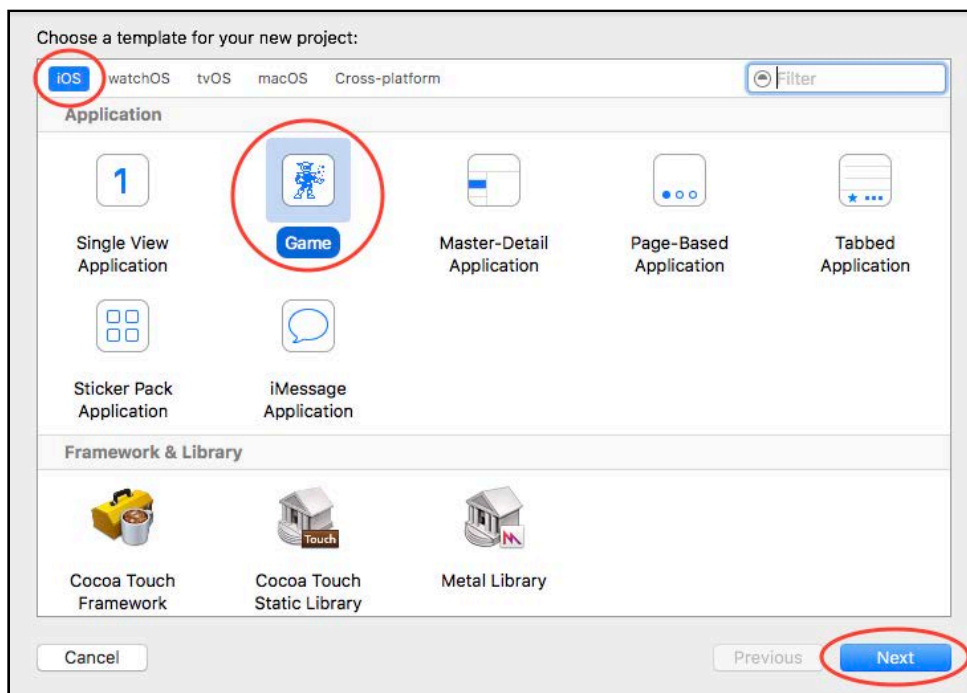 Choose a template for your new project:
iOS watchOS tvOS macOS Cross-platform Filter
Application
1
Single View Application
Game
Master-Detail Application
Page-Based Application
Tabbed Application
Sticker Pack Application
iMessage Application
Framework & Library
Touch
Cocoa Touch Framework
Cocoa Touch Static Library
Metal Library
Cancel Previous Next